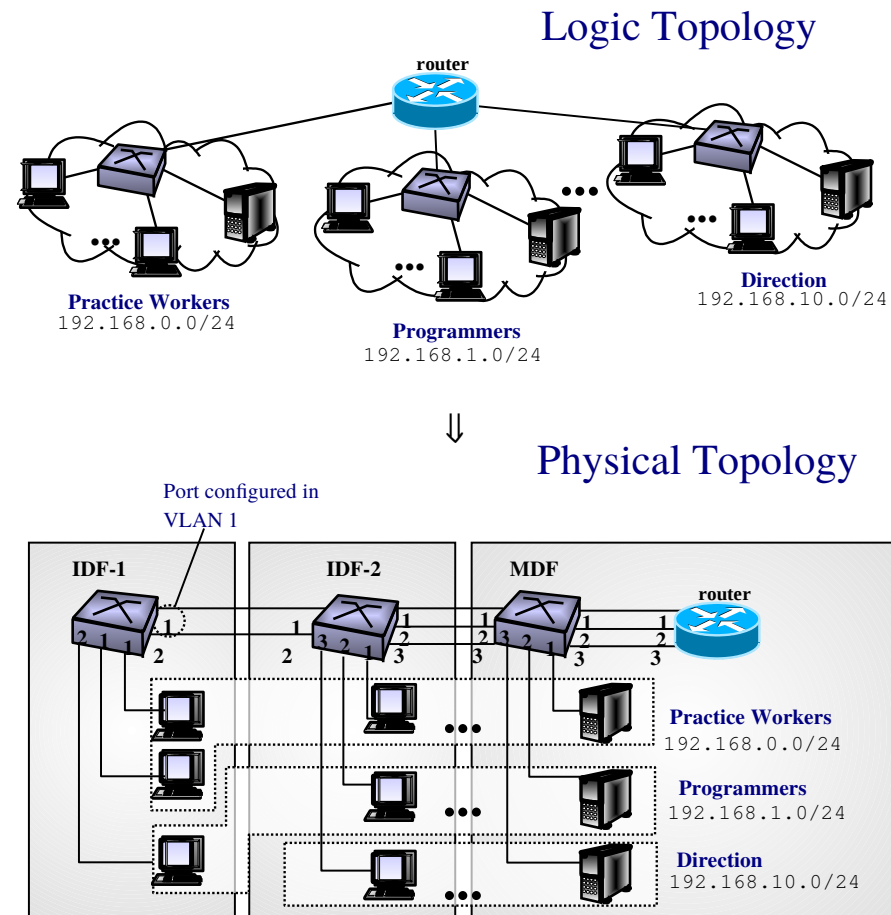 Logic Topology
router
Practice Workers
192.168.0.0/24
Programmers
192.168.1.0/24
Direction
192.168.10.0/24
⇓
Physical Topology
Port configured in
VLAN 1
IDF-1
IDF-2
MDF
router
2 1 1 1 2
1 2
3 2 1
1 2 3
1 2 3
3 2 1
1 2 3
1 2 3
Practice Workers
192.168.0.0/24
Programmers
192.168.1.0/24
Direction
192.168.10.0/24